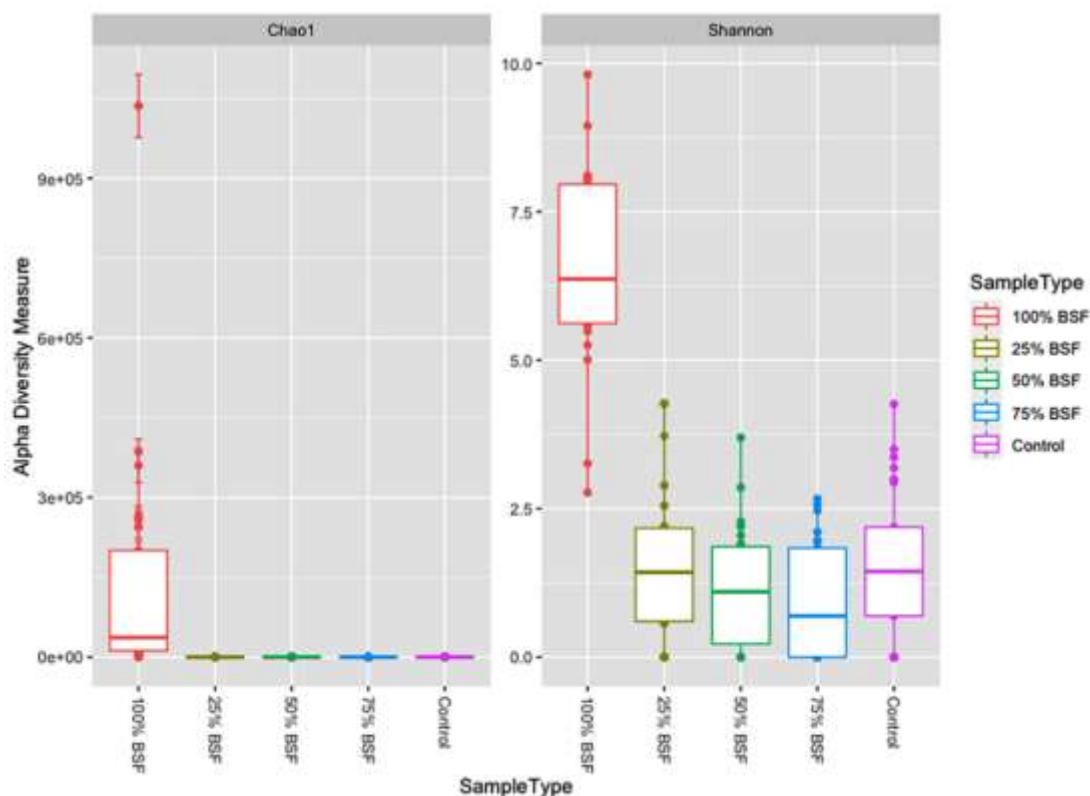 Chao1
Shannon
Alpha Diversity Measure
9e+05
6e+05
3e+05
0e+00
10.0
7.5
5.0
2.5
0.0
100% BSF
25% BSF
50% BSF
75% BSF
Control
100% BSF
25% BSF
50% BSF
75% BSF
Control
SampleType
SampleType
100% BSF
25% BSF
50% BSF
75% BSF
Control